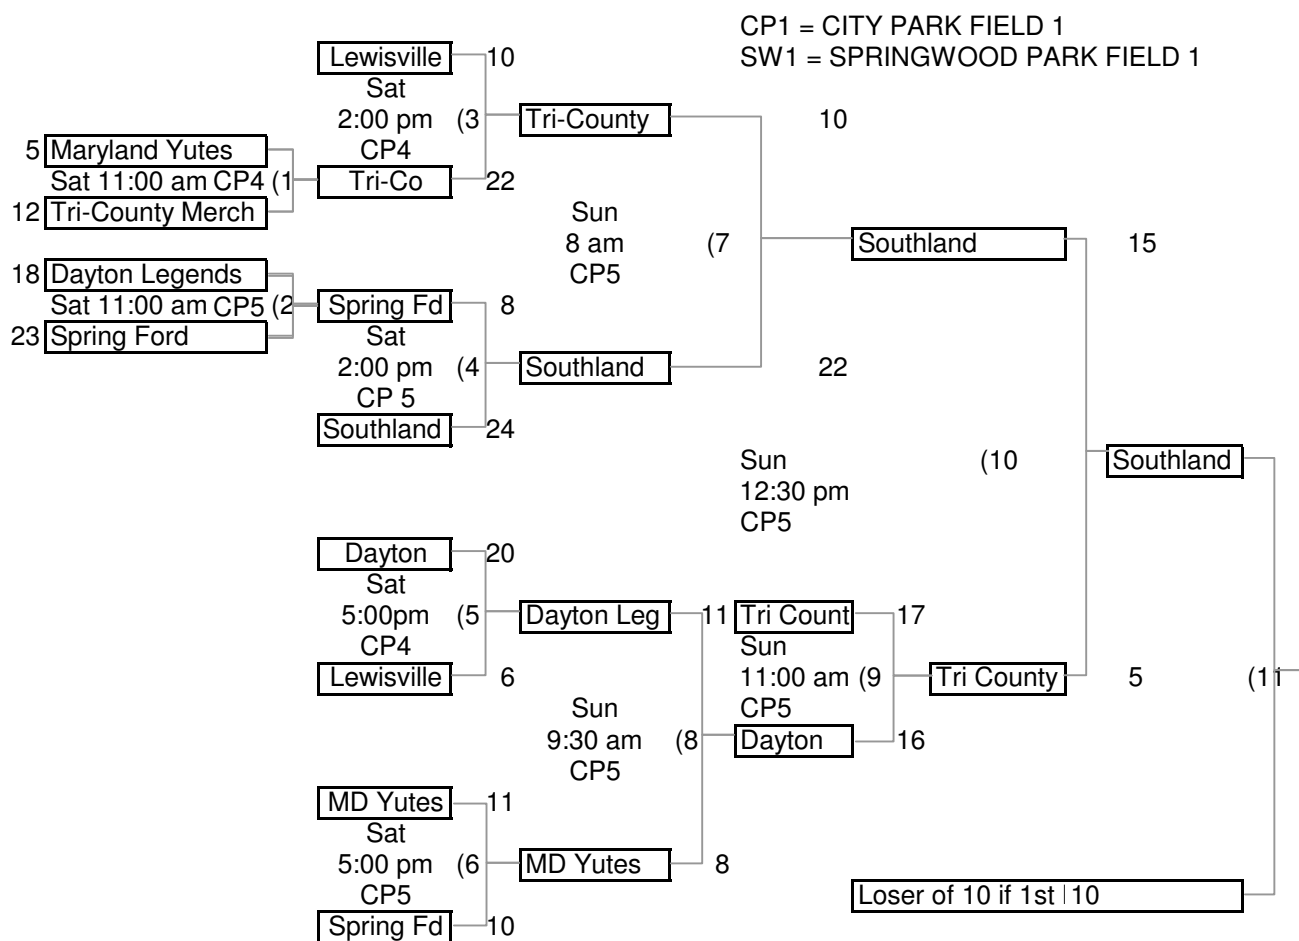 CP1 = CITY PARK FIELD 1
SW1 = SPRINGWOOD PARK FIELD 1
Lewisville 10
Sat
2:00 pm (3
CP4
Tri-County 10
5 Maryland Yutes
Sat 11:00 am CP4 (1
12 Tri-County Merch
Tri-Co 22
Sun
8 am (7
CP5
Southland 15
18 Dayton Legends
Sat 11:00 am CP5 (2
23 Spring Ford
Spring Fd 8
Sat
2:00 pm (4
CP 5
Southland 24
Southland 22
Sun (10
12:30 pm
CP5
Southland
Dayton 20
Sat
5:00pm (5
CP4
Lewisville 6
Dayton Leg 11
Tri Count 17
Sun
11:00 am (9
CP5
Dayton 16
Tri County 5
(11
Sun
9:30 am (8
CP5
MD Yutes 11
Sat
5:00 pm (6
CP5
Spring Fd 10
MD Yutes 8
Loser of 10 if 1st l 10